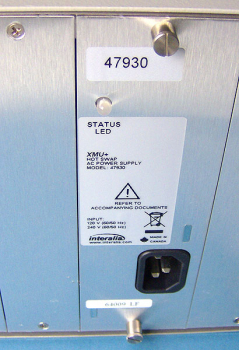 47930
STATUS
LED
XMU+
HOT SWAP
AC POWER SUPPLY
MODEL: 47930
REFER TO
ACCOMPANYING DOCUMENTS
INPUT:
120 V (60/50 Hz)
240 V (60/50 Hz)
interalia
www.interalia.com
MADE IN
CANADA